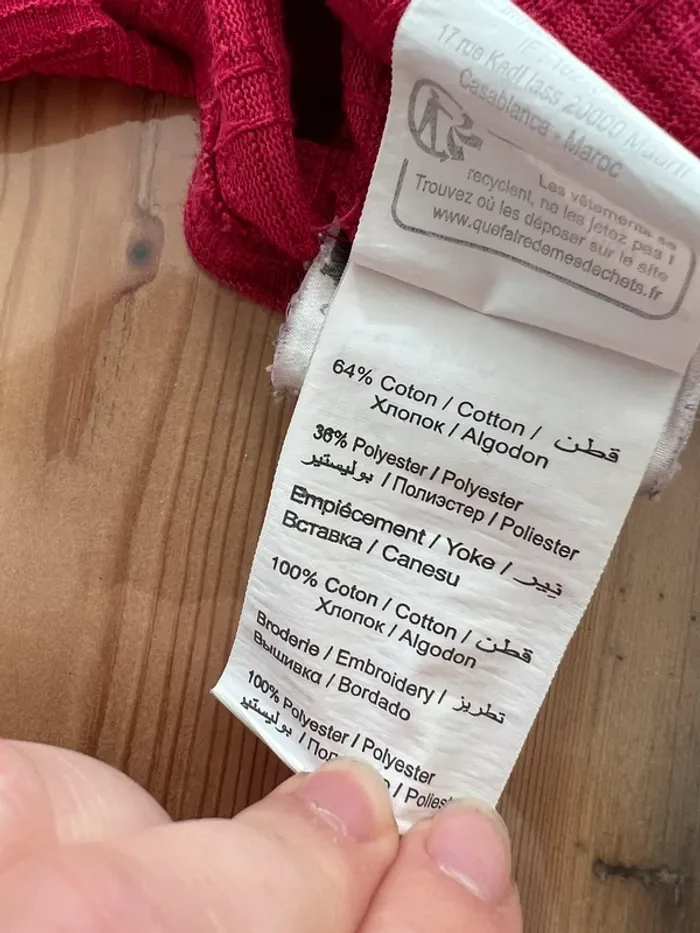 17 rue Kadi Iass 20000 Maarif
Casablanca - Maroc
Les vêtements se
recyclent, ne les jetez pas !
Trouvez où les déposer sur le site
www.quefairedemesdechets.fr
64% Coton / Cotton / قطن
Хлопок / Algodon
36% Polyester / Polyester
بوليستير / Полиэстер / Poliester
Empiècement / Yoke / نِير
Вставка / Canesu
100% Coton / Cotton / قطن
Хлопок / Algodon
Broderie / Embroidery / تطريز
Вышивка / Bordado
100% Polyester / Polyester
بوليستير /